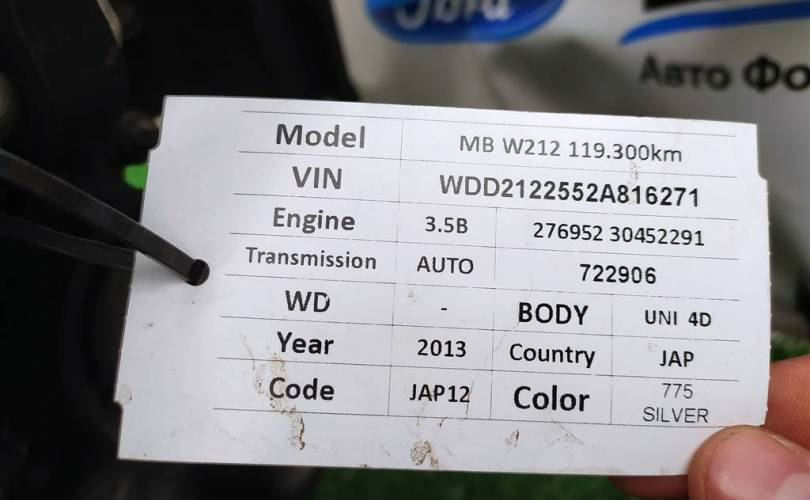 Ford
Авто Фо
Model MB W212 119.300km
VIN WDD2122552A816271
Engine 3.5B 276952 30452291
Transmission AUTO 722906
WD - BODY UNI 4D
Year 2013 Country JAP
Code JAP12 Color 775
SILVER